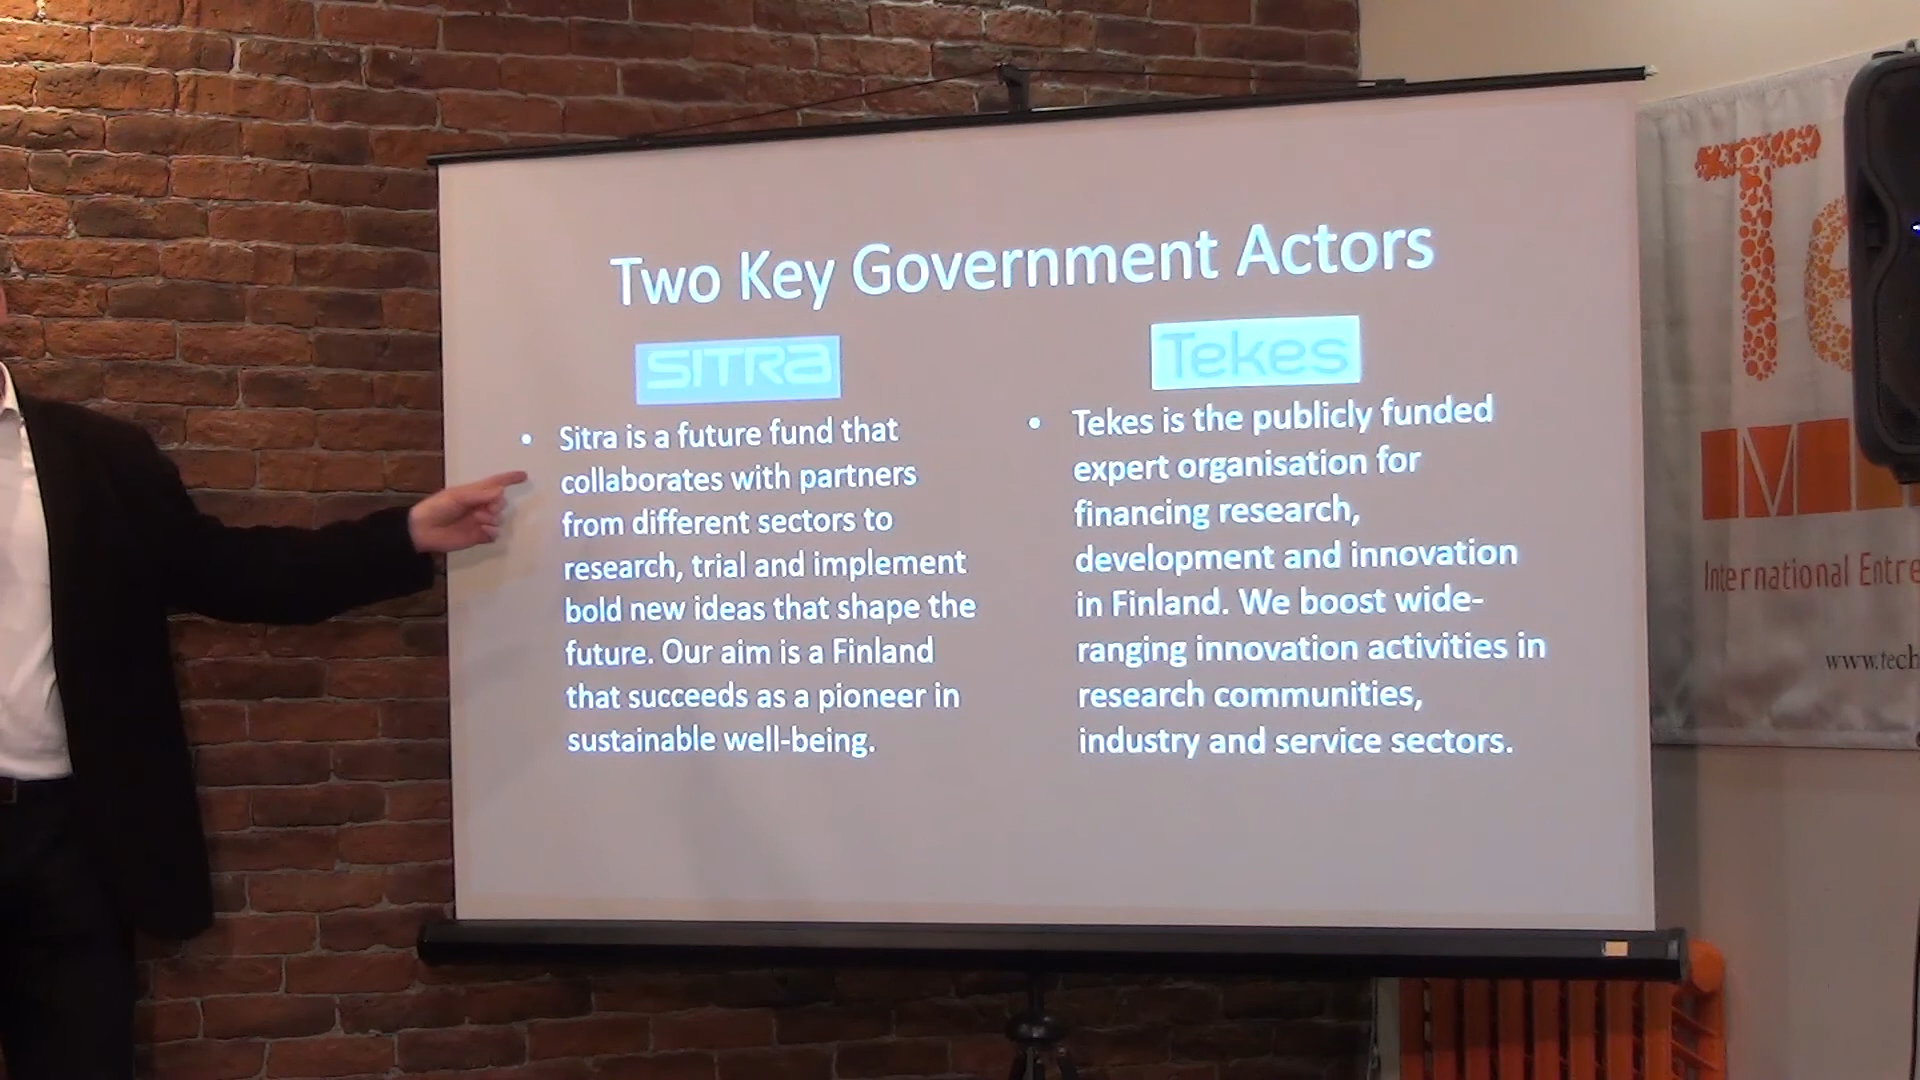 Two Key Government Actors
SITRa
Sitra is a future fund that
collaborates with partners
from different sectors to
research, trial and implement
bold new ideas that shape the
future. Our aim is a Finland
that succeeds as a pioneer in
sustainable well-being.
Tekes
Tekes is the publicly funded
expert organisation for
financing research,
development and innovation
in Finland. We boost wide-
ranging innovation activities in
research communities,
industry and service sectors.
Te
M
International Entre
www.tech